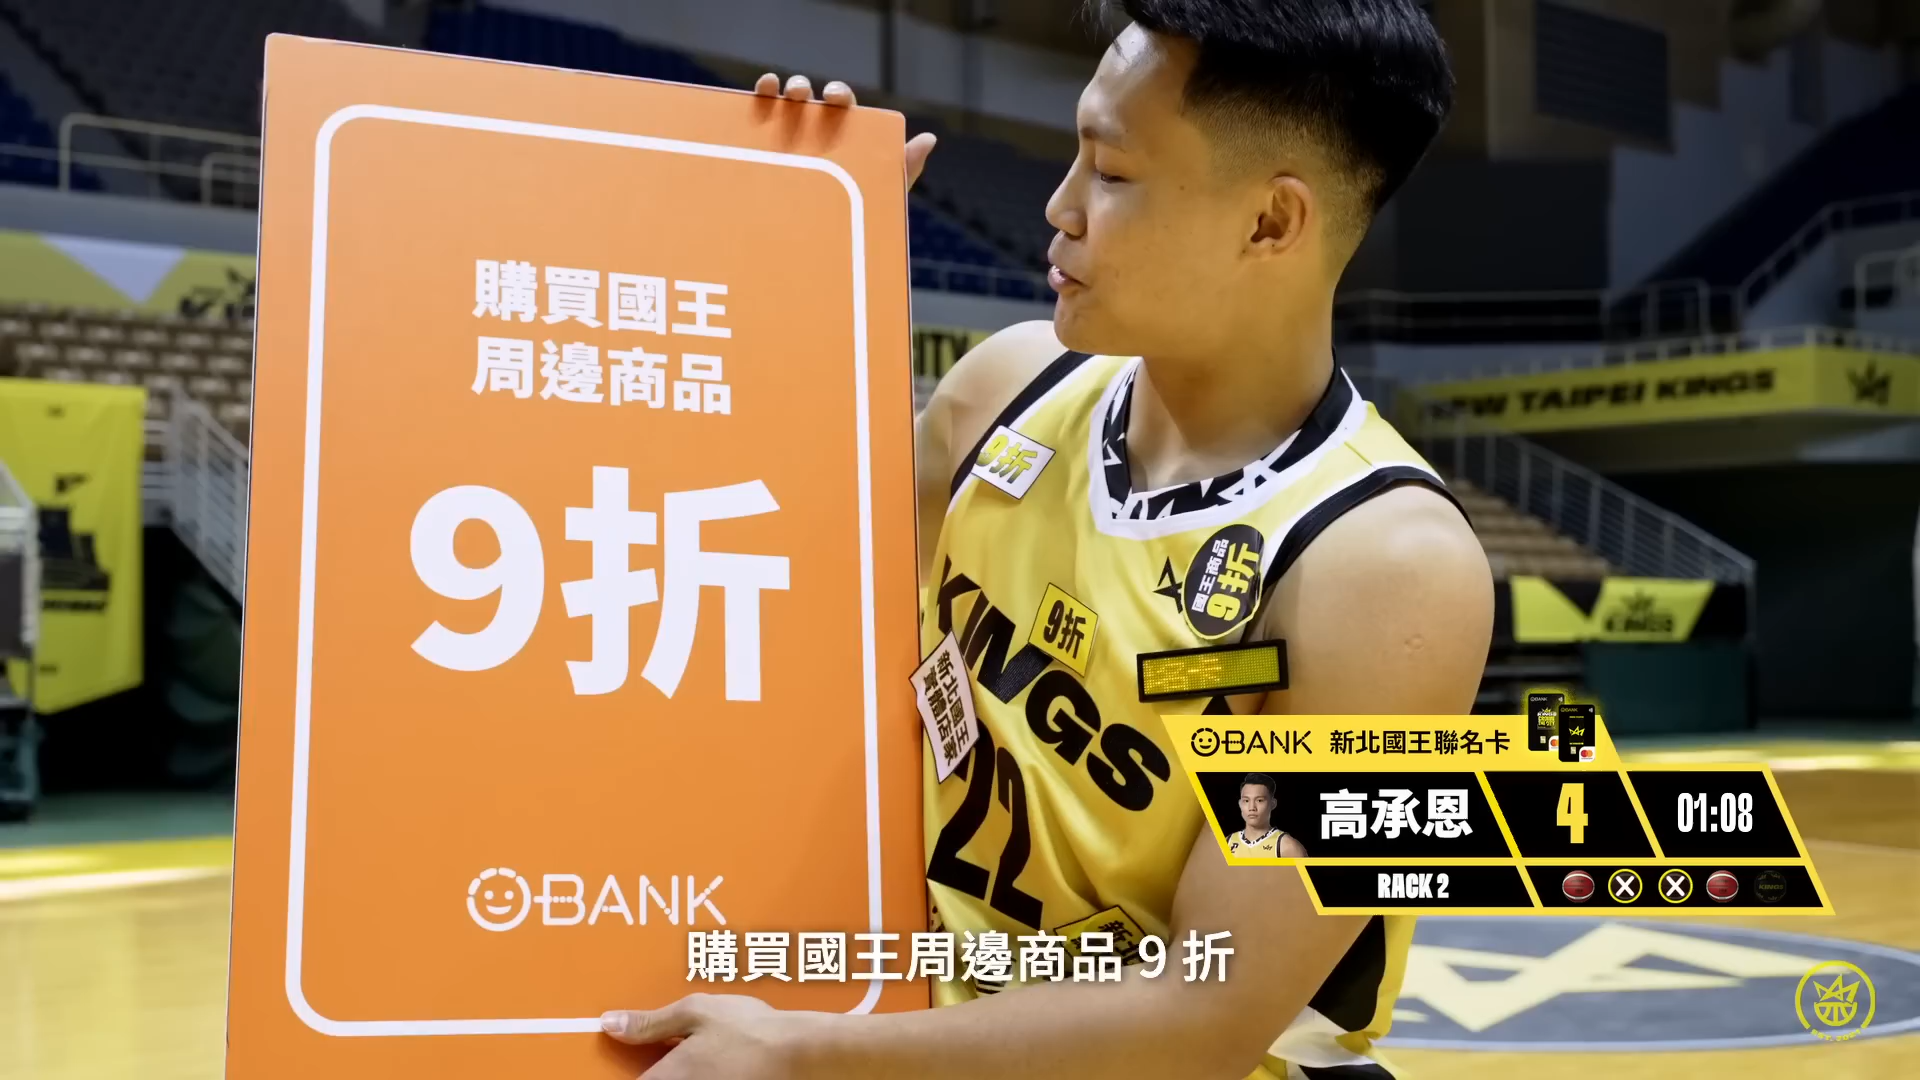 購買國王
周邊商品
9折
BANK
NEW TAIPEI KINGS
KINGS
9折
國王商品
9折
9折
新北國王
實體店家
KINGS
22
BANK 新北國王聯名卡
高承恩 4 01:08
RACK 2
購買國王周邊商品 9 折